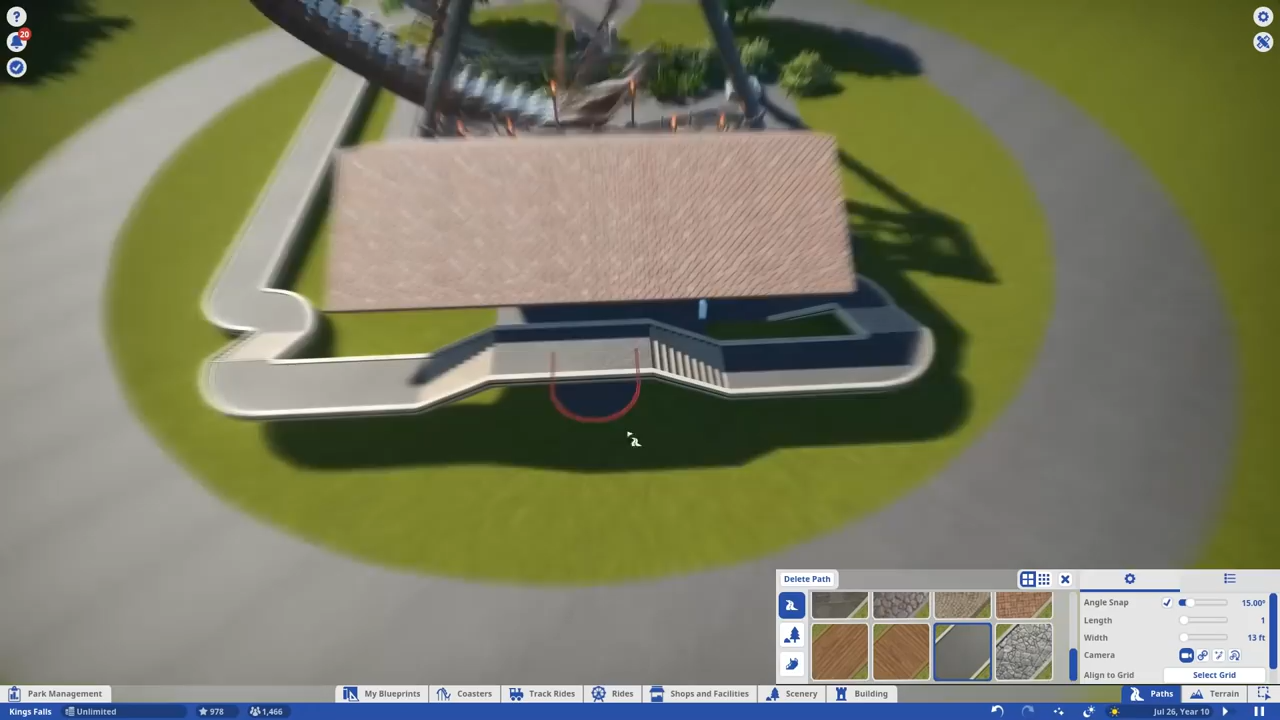 ?
20
Delete Path
Angle Snap 15.00°
Length 1
Width 13 ft
Camera
Align to Grid Select Grid
Park Management My Blueprints Coasters Track Rides Rides Shops and Facilities Scenery Building Paths Terrain
Kings Falls Unlimited 978 1,466 Jul 26, Year 10